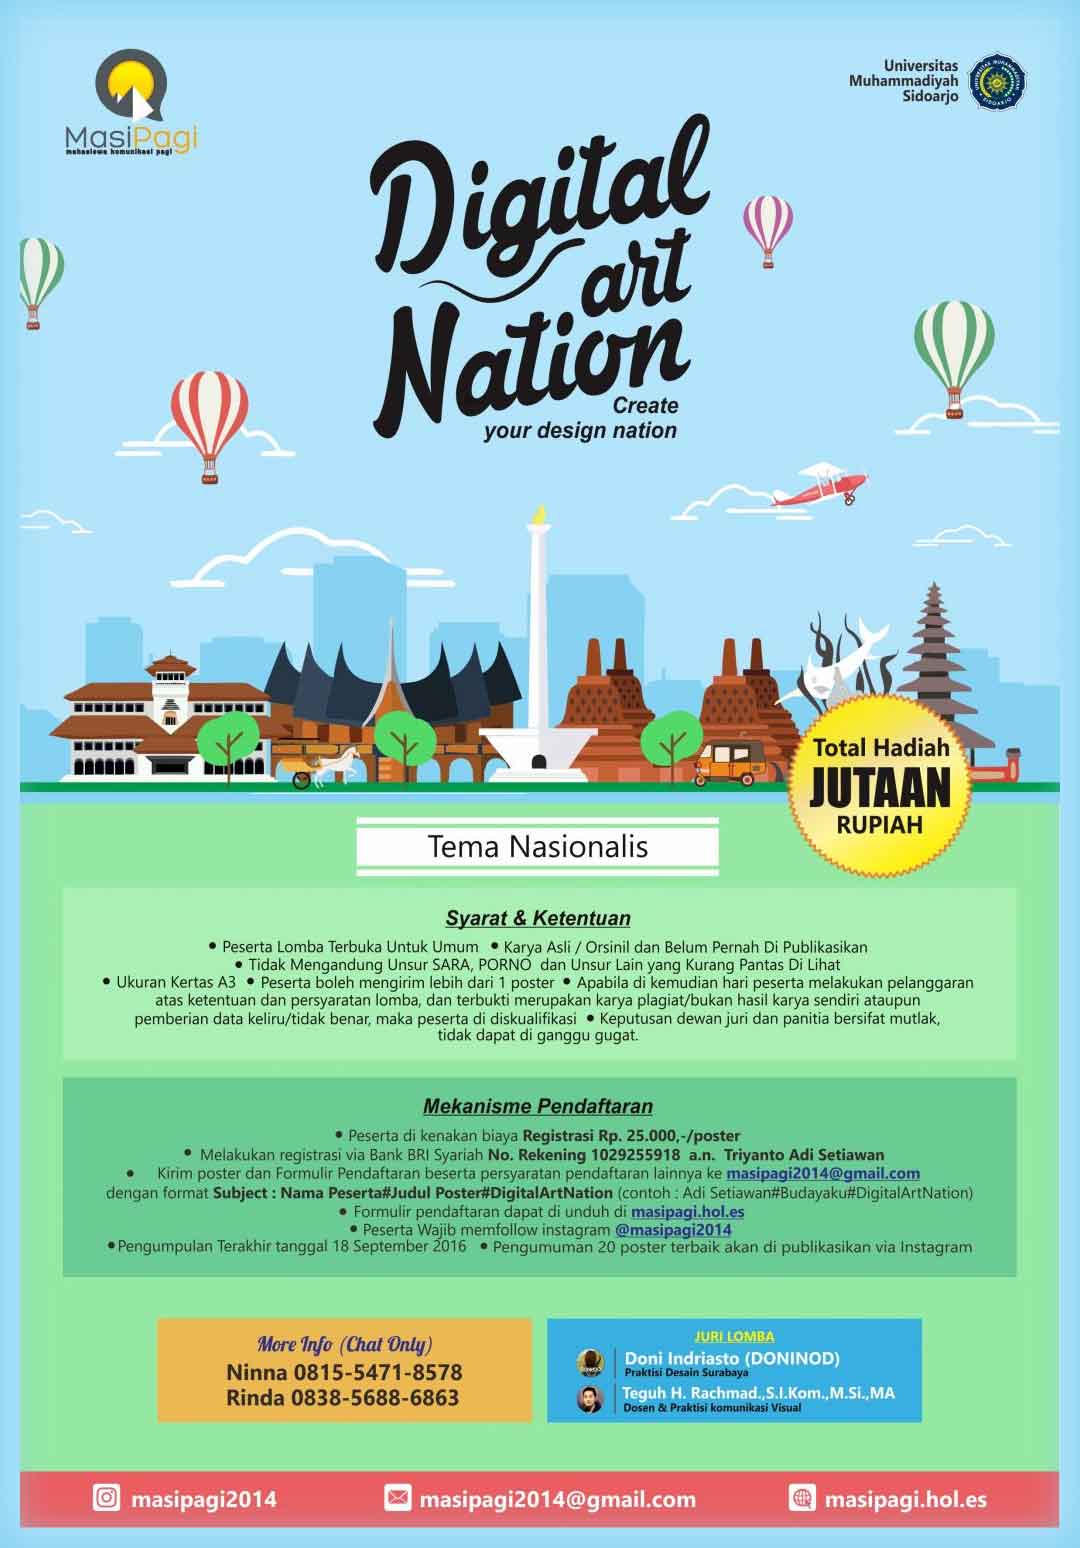 MasiPagi
mahasiswa komunikasi pagi
Universitas
Muhammadiyah
Sidoarjo
UNIVERSITAS MUHAMMADIYAH
SIDOARJO
Digital
art
Nation
Create
your design nation
Total Hadiah
JUTAAN
RUPIAH
Tema Nasionalis
Syarat & Ketentuan
• Peserta Lomba Terbuka Untuk Umum • Karya Asli / Orsinil dan Belum Pernah Di Publikasikan
• Tidak Mengandung Unsur SARA, PORNO dan Unsur Lain yang Kurang Pantas Di Lihat
• Ukuran Kertas A3 • Peserta boleh mengirim lebih dari 1 poster • Apabila di kemudian hari peserta melakukan pelanggaran
atas ketentuan dan persyaratan lomba, dan terbukti merupakan karya plagiat/bukan hasil karya sendiri ataupun
pemberian data keliru/tidak benar, maka peserta di diskualifikasi • Keputusan dewan juri dan panitia bersifat mutlak,
tidak dapat di ganggu gugat.
Mekanisme Pendaftaran
• Peserta di kenakan biaya Registrasi Rp. 25.000,-/poster
• Melakukan registrasi via Bank BRI Syariah No. Rekening 1029255918 a.n. Triyanto Adi Setiawan
• Kirim poster dan Formulir Pendaftaran beserta persyaratan pendaftaran lainnya ke masipagi2014@gmail.com
dengan format Subject : Nama Peserta#Judul Poster#DigitalArtNation (contoh : Adi Setiawan#Budayaku#DigitalArtNation)
• Formulir pendaftaran dapat di unduh di masipagi.hol.es
• Peserta Wajib memfollow instagram @masipagi2014
• Pengumpulan Terakhir tanggal 18 September 2016 • Pengumuman 20 poster terbaik akan di publikasikan via Instagram
More Info (Chat Only)
Ninna 0815-5471-8578
Rinda 0838-5688-6863
JURI LOMBA
Doni Indriasto (DONINOD)
Praktisi Desain Surabaya
Teguh H. Rachmad.,S.I.Kom.,M.Si.,MA
Dosen & Praktisi komunikasi Visual
masipagi2014
masipagi2014@gmail.com
masipagi.hol.es